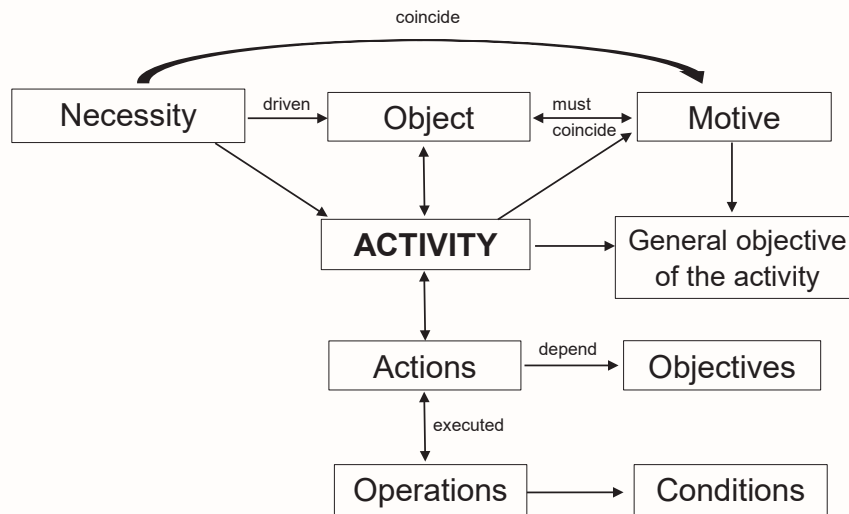 coincide
Necessity
driven
Object
must
coincide
Motive
ACTIVITY
General objective
of the activity
Actions
depend
Objectives
executed
Operations
Conditions